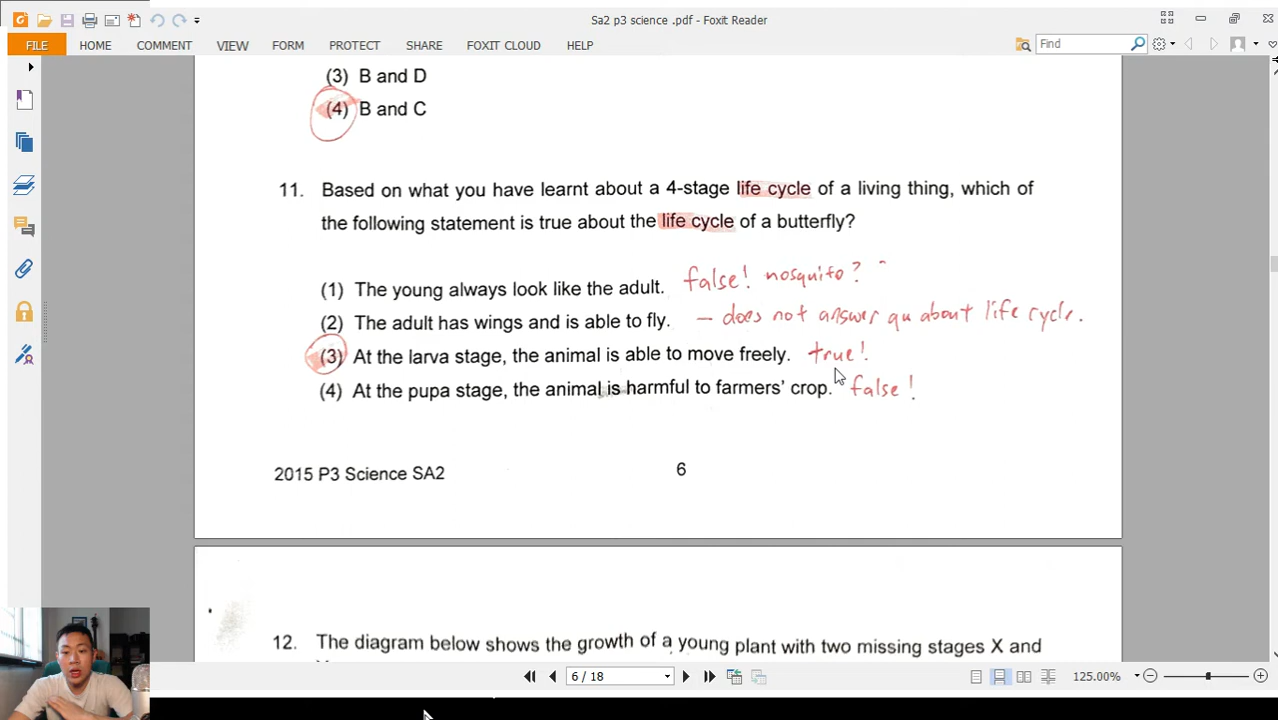 Sa2 p3 science .pdf - Foxit Reader
FILE HOME COMMENT VIEW FORM PROTECT SHARE FOXIT CLOUD HELP Find
(3) B and D
(4) B and C
11. Based on what you have learnt about a 4-stage life cycle of a living thing, which of
the following statement is true about the life cycle of a butterfly?
(1) The young always look like the adult. false! nosquito?
(2) The adult has wings and is able to fly. – does not answer qu about life cycle.
(3) At the larva stage, the animal is able to move freely. true!
(4) At the pupa stage, the animal is harmful to farmers' crop. false!
2015 P3 Science SA2 6
12. The diagram below shows the growth of a young plant with two missing stages X and
6 / 18 125.00%